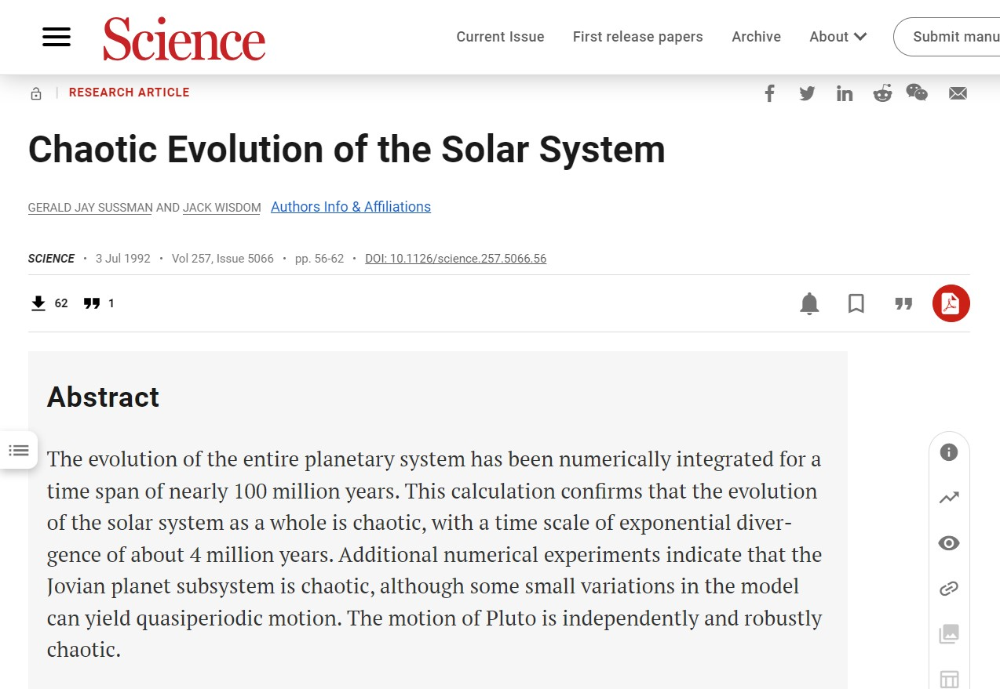 Science
Current Issue First release papers Archive About Submit manu
RESEARCH ARTICLE
Chaotic Evolution of the Solar System
GERALD JAY SUSSMAN AND JACK WISDOM Authors Info & Affiliations
SCIENCE • 3 Jul 1992 • Vol 257, Issue 5066 • pp. 56-62 • DOI: 10.1126/science.257.5066.56
62 1
Abstract
The evolution of the entire planetary system has been numerically integrated for a
time span of nearly 100 million years. This calculation confirms that the evolution
of the solar system as a whole is chaotic, with a time scale of exponential diver-
gence of about 4 million years. Additional numerical experiments indicate that the
Jovian planet subsystem is chaotic, although some small variations in the model
can yield quasiperiodic motion. The motion of Pluto is independently and robustly
chaotic.